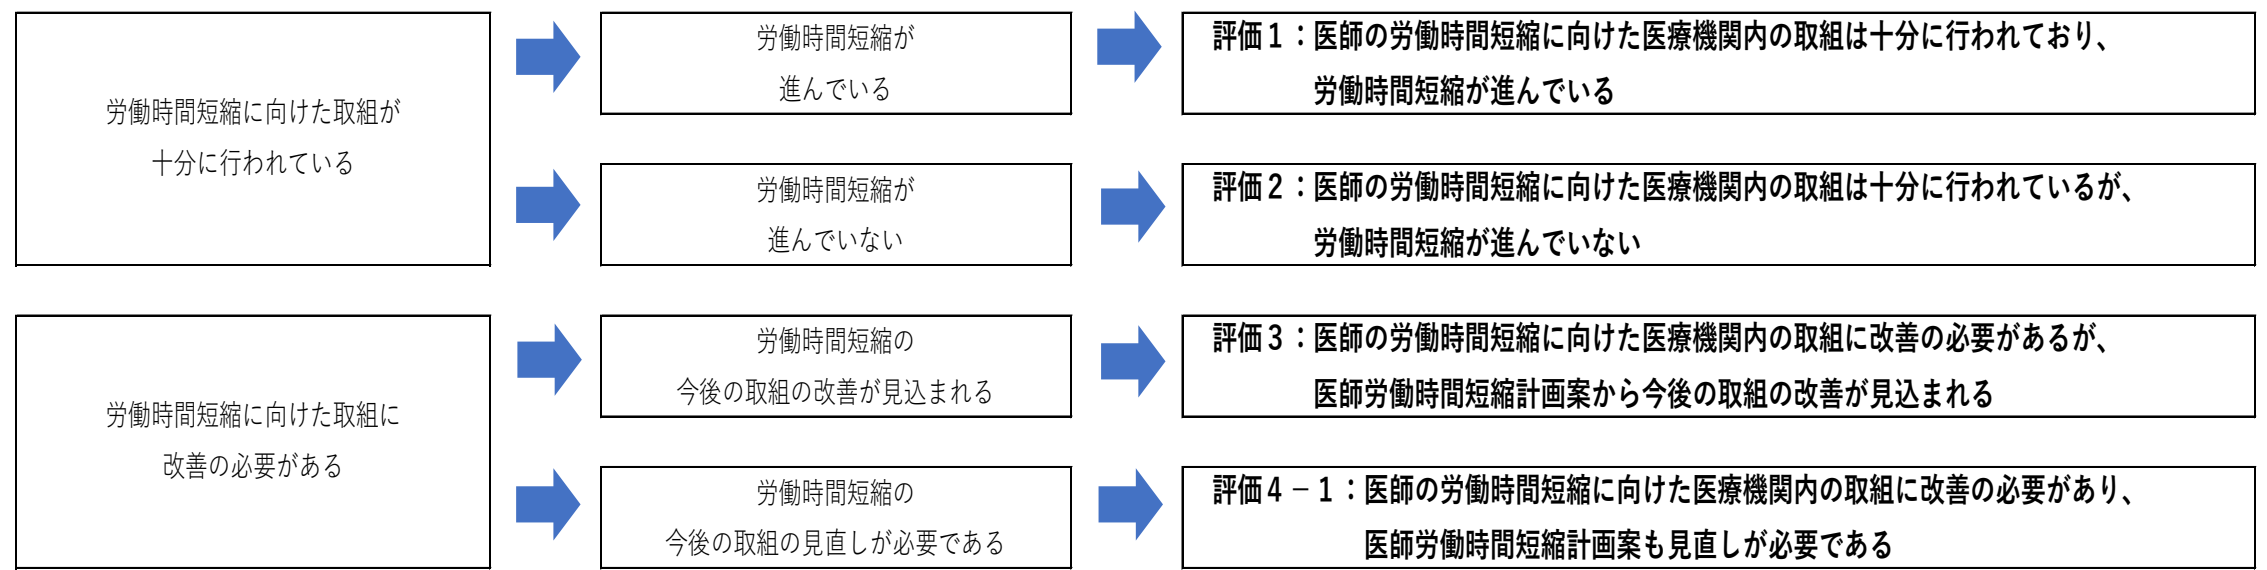 労働時間短縮に向けた取組が
十分に行われている
労働時間短縮が
進んでいる
評価１：医師の労働時間短縮に向けた医療機関内の取組は十分に行われており、
労働時間短縮が進んでいる
労働時間短縮が
進んでいない
評価２：医師の労働時間短縮に向けた医療機関内の取組は十分に行われているが、
労働時間短縮が進んでいない
労働時間短縮に向けた取組に
改善の必要がある
労働時間短縮の
今後の取組の改善が見込まれる
評価３：医師の労働時間短縮に向けた医療機関内の取組に改善の必要があるが、
医師労働時間短縮計画案から今後の取組の改善が見込まれる
労働時間短縮の
今後の取組の見直しが必要である
評価４－１：医師の労働時間短縮に向けた医療機関内の取組に改善の必要があり、
医師労働時間短縮計画案も見直しが必要である